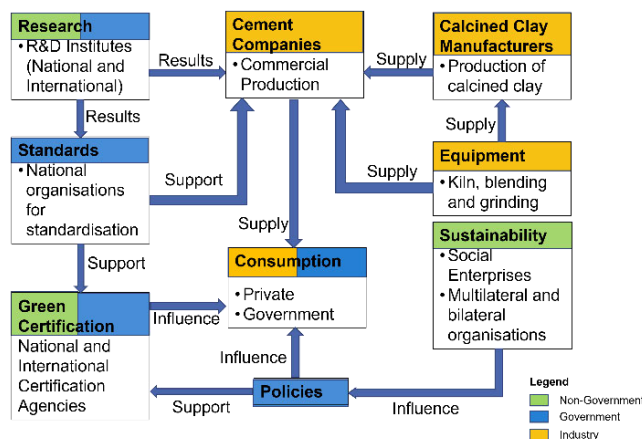 Research
• R&D Institutes
(National and
International)
Results
Cement
Companies
• Commercial
Production
Supply
Calcined Clay
Manufacturers
• Production of
calcined clay
Results
Supply
Standards
• National
organisations
for
standardisation
Support
Supply
Equipment
• Kiln, blending
and grinding
Supply
Support
Consumption
• Private
• Government
Sustainability
• Social
Enterprises
• Multilateral and
bilateral
organisations
Green
Certification
National and
International
Certification
Agencies
Influence
Influence
Policies
Support
Influence
Legend
Non-Government
Government
Industry